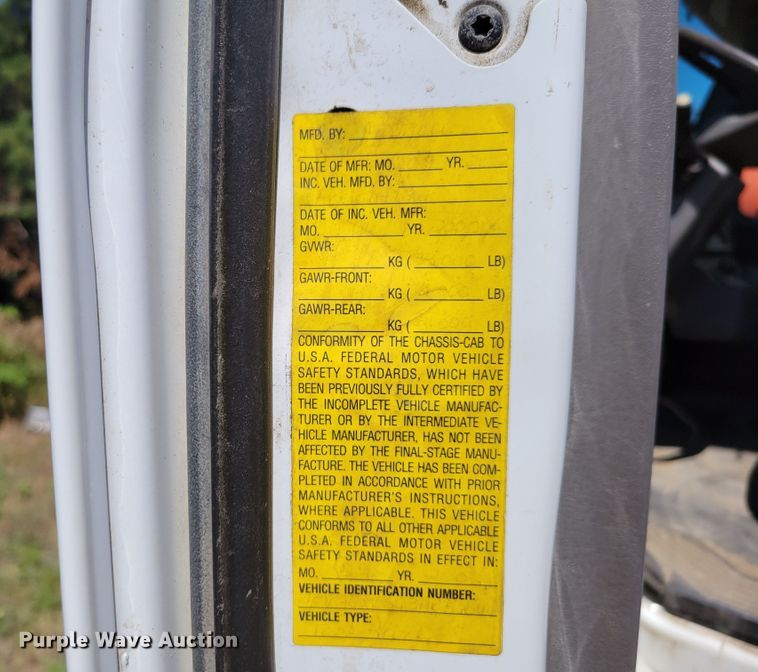 MFD. BY:
DATE OF MFR: MO. YR.
INC. VEH. MFD. BY:
DATE OF INC. VEH. MFR:
MO. YR.
GVWR:
KG ( LB)
GAWR-FRONT:
KG ( LB)
GAWR-REAR:
KG ( LB)
CONFORMITY OF THE CHASSIS-CAB TO
U.S.A. FEDERAL MOTOR VEHICLE
SAFETY STANDARDS, WHICH HAVE
BEEN PREVIOUSLY FULLY CERTIFIED BY
THE INCOMPLETE VEHICLE MANUFAC-
TURER OR BY THE INTERMEDIATE VE-
HICLE MANUFACTURER, HAS NOT BEEN
AFFECTED BY THE FINAL-STAGE MANU-
FACTURE. THE VEHICLE HAS BEEN COM-
PLETED IN ACCORDANCE WITH PRIOR
MANUFACTURER'S INSTRUCTIONS,
WHERE APPLICABLE. THIS VEHICLE
CONFORMS TO ALL OTHER APPLICABLE
U.S.A. FEDERAL MOTOR VEHICLE
SAFETY STANDARDS IN EFFECT IN:
MO. YR.
VEHICLE IDENTIFICATION NUMBER:
VEHICLE TYPE:
Purple Wave Auction